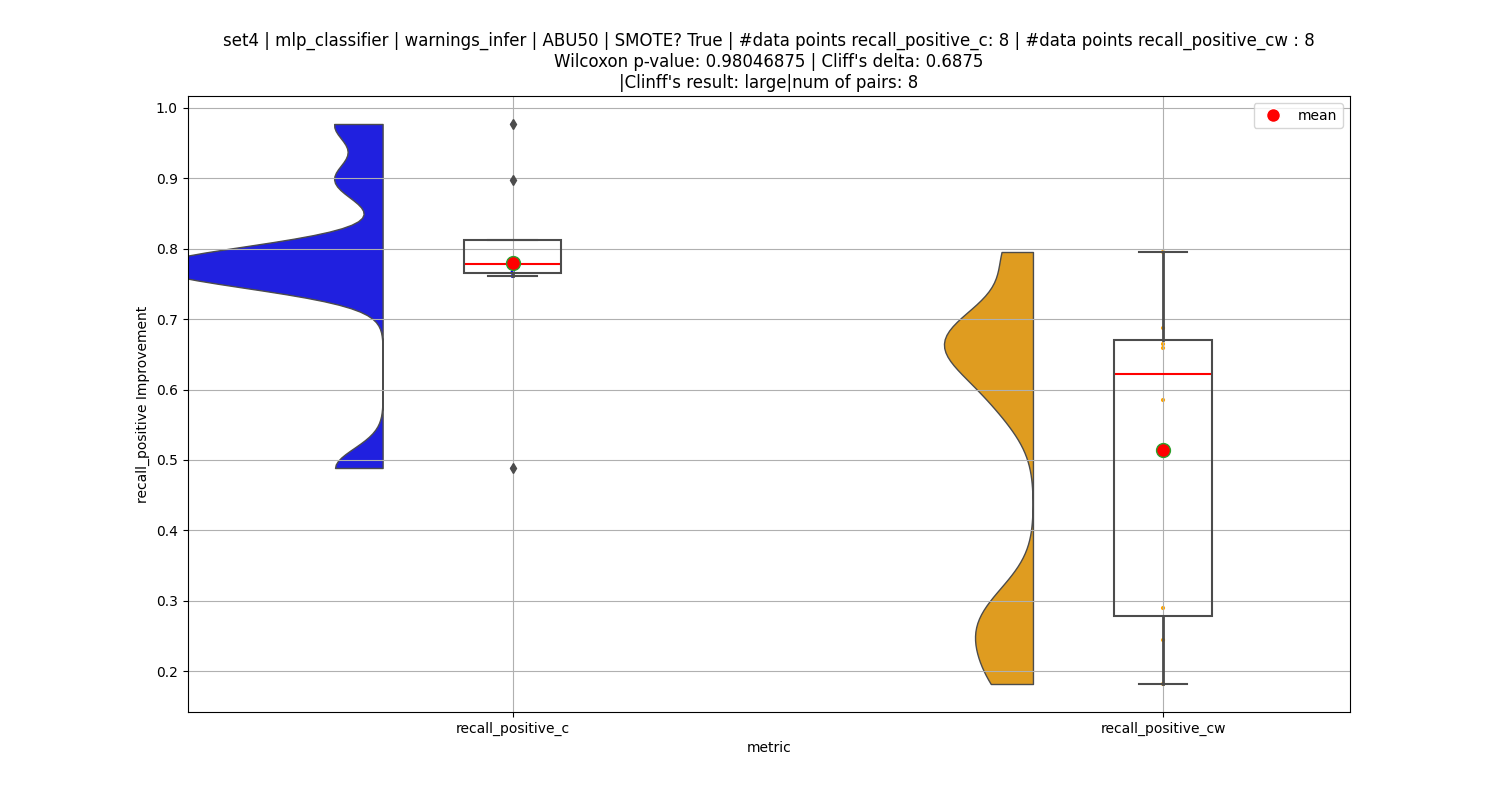 set4 | mlp_classifier | warnings_infer | ABU50 | SMOTE? True | #data points recall_positive_c: 8 | #data points recall_positive_cw : 8
Wilcoxon p-value: 0.98046875 | Cliff's delta: 0.6875
|Clinff's result: large|num of pairs: 8
mean
1.0
0.9
0.8
0.7
0.6
0.5
0.4
0.3
0.2
recall_positive Improvement
recall_positive_c
recall_positive_cw
metric